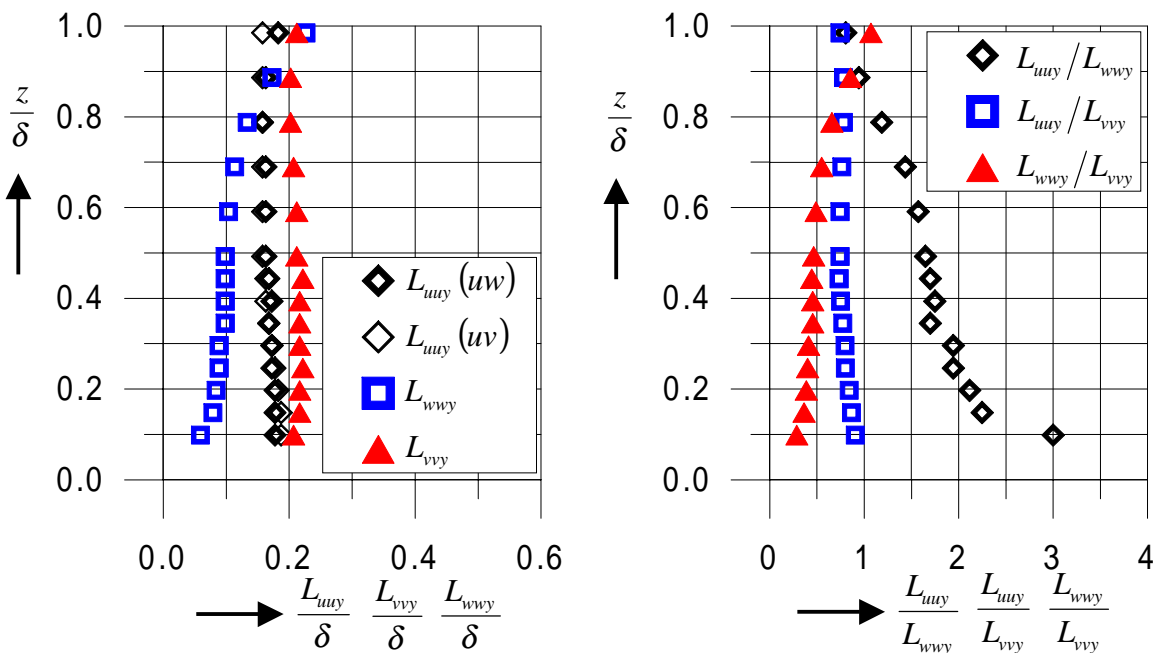 1.0
0.8
0.6
0.4
0.2
0.0
z
δ
L_uuy (uw)
L_uuy (uv)
L_wwy
L_vvy
0.0 0.2 0.4 0.6
L_uuy/δ L_vvy/δ L_wwy/δ
1.0
0.8
0.6
0.4
0.2
0.0
z
δ
L_uuy/L_wwy
L_uuy/L_vvy
L_wwy/L_vvy
0 1 2 3 4
L_uuy/L_wwy L_uuy/L_vvy L_wwy/L_vvy